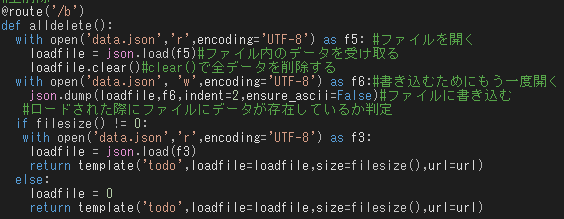 @route('/b')
def alldelete():
  with open('data.json','r',encoding='UTF-8') as f5: #ファイルを開く
    loadfile = json.load(f5)#ファイル内のデータを受け取る
    loadfile.clear()#clear()で全データを削除する
  with open('data.json', 'w',encoding='UTF-8') as f6:#書き込むためにもう一度開く
    json.dump(loadfile,f6,indent=2,ensure_ascii=False)#ファイルに書き込む
   #ロードされた際にファイルにデータが存在しているか判定
  if filesize() != 0:
   with open('data.json','r',encoding='UTF-8') as f3:
    loadfile = json.load(f3)
    return template('todo',loadfile=loadfile,size=filesize(),url=url)
  else:
    loadfile = 0
    return template('todo',loadfile=loadfile,size=filesize(),url=url)